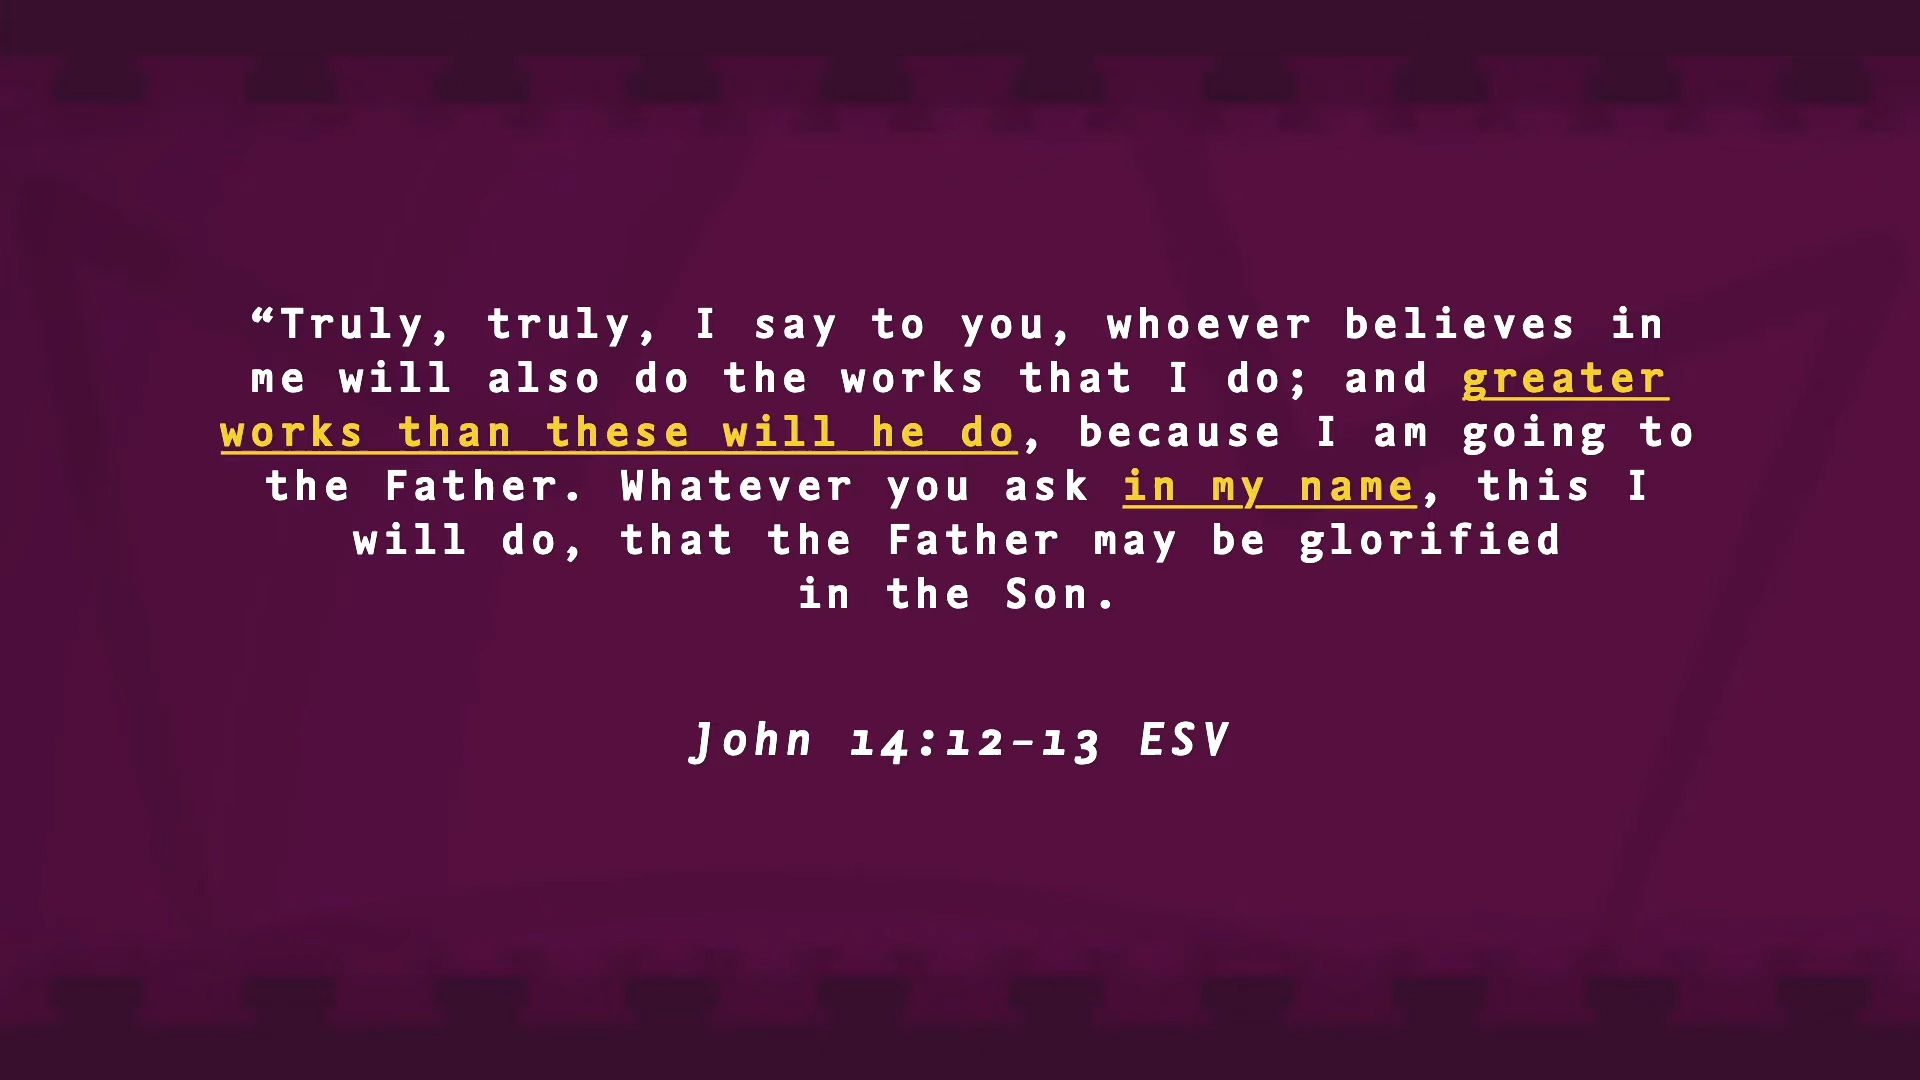 “Truly, truly, I say to you, whoever believes in
me will also do the works that I do; and greater
works than these will he do, because I am going to
the Father. Whatever you ask in my name, this I
will do, that the Father may be glorified
in the Son.
John 14:12-13 ESV